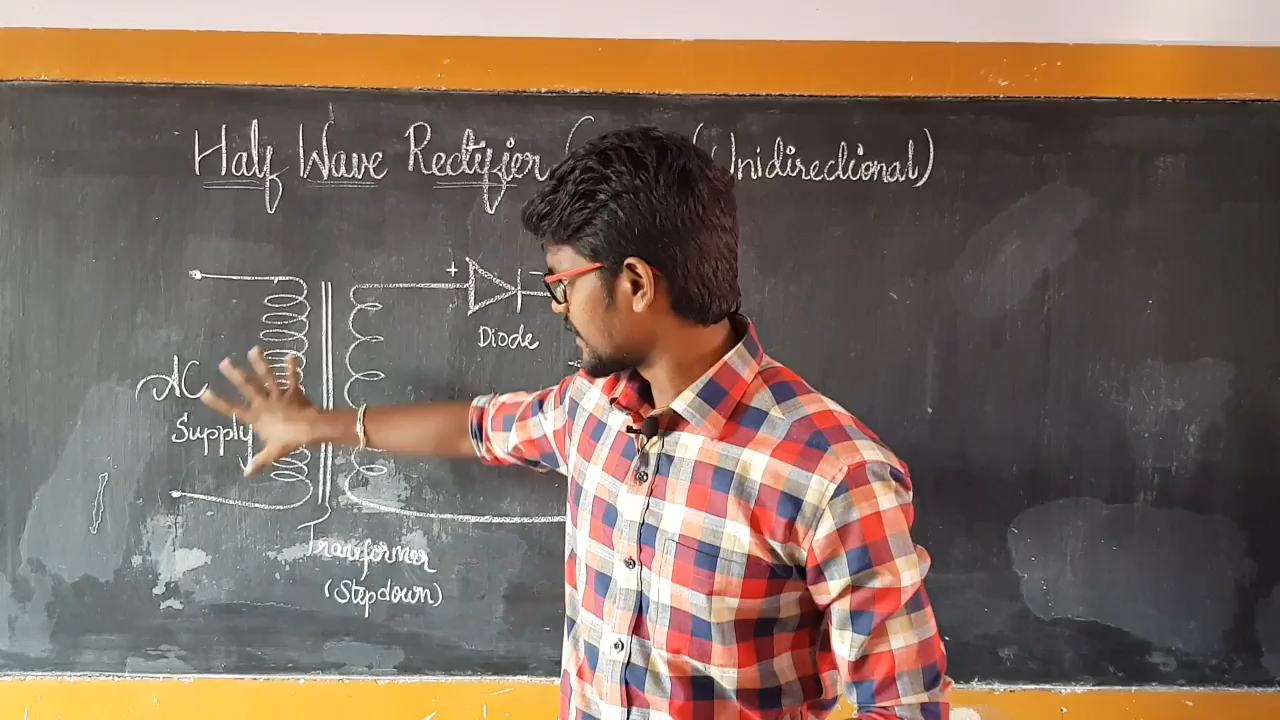 Half Wave Rectifier ( (Unidirectional)
+ -
Diode
AC
Supply
Transformer
(Stepdown)